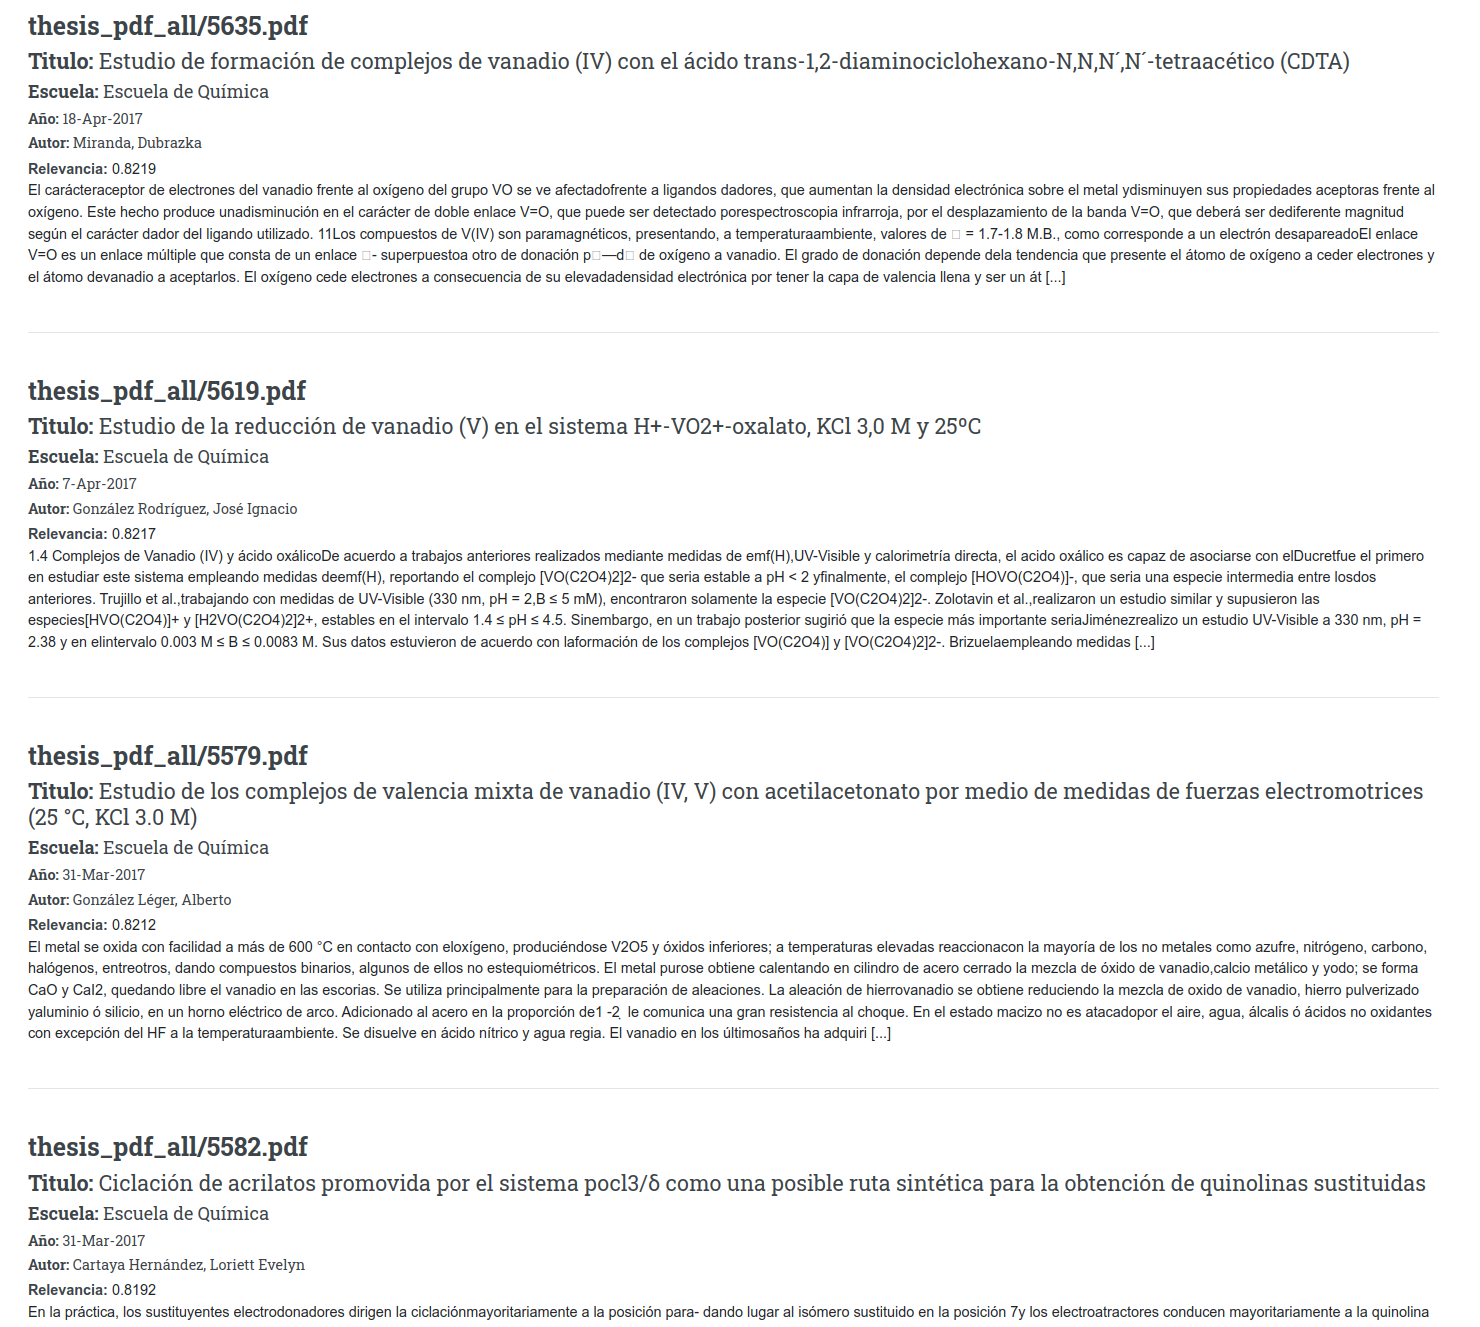 thesis_pdf_all/5635.pdf
Titulo: Estudio de formación de complejos de vanadio (IV) con el ácido trans-1,2-diaminociclohexano-N,N,N´,N´-tetraacético (CDTA)
Escuela: Escuela de Química
Año: 18-Apr-2017
Autor: Miranda, Dubrazka
Relevancia: 0.8219
El carácteraceptor de electrones del vanadio frente al oxígeno del grupo VO se ve afectadofrente a ligandos dadores, que aumentan la densidad electrónica sobre el metal ydisminuyen sus propiedades aceptoras frente al
oxígeno. Este hecho produce unadisminución en el carácter de doble enlace V=O, que puede ser detectado porespectroscopia infrarroja, por el desplazamiento de la banda V=O, que deberá ser dediferente magnitud
según el carácter dador del ligando utilizado. 11Los compuestos de V(IV) son paramagnéticos, presentando, a temperaturaambiente, valores de  = 1.7-1.8 M.B., como corresponde a un electrón desapareadoEl enlace
V=O es un enlace múltiple que consta de un enlace - superpuestoa otro de donación p—d de oxígeno a vanadio. El grado de donación depende dela tendencia que presente el átomo de oxígeno a ceder electrones y
el átomo devanadio a aceptarlos. El oxígeno cede electrones a consecuencia de su elevadadensidad electrónica por tener la capa de valencia llena y ser un át [...]
thesis_pdf_all/5619.pdf
Titulo: Estudio de la reducción de vanadio (V) en el sistema H+-VO2+-oxalato, KCl 3,0 M y 25ºC
Escuela: Escuela de Química
Año: 7-Apr-2017
Autor: González Rodríguez, José Ignacio
Relevancia: 0.8217
1.4 Complejos de Vanadio (IV) y ácido oxálicoDe acuerdo a trabajos anteriores realizados mediante medidas de emf(H),UV-Visible y calorimetría directa, el acido oxálico es capaz de asociarse con elDucretfue el primero
en estudiar este sistema empleando medidas deemf(H), reportando el complejo [VO(C2O4)2]2- que seria estable a pH < 2 yfinalmente, el complejo [HOVO(C2O4)]-, que seria una especie intermedia entre losdos
anteriores. Trujillo et al.,trabajando con medidas de UV-Visible (330 nm, pH = 2,B ≤ 5 mM), encontraron solamente la especie [VO(C2O4)2]2-. Zolotavin et al.,realizaron un estudio similar y supusieron las
especies[HVO(C2O4)]+ y [H2VO(C2O4)2]2+, estables en el intervalo 1.4 ≤ pH ≤ 4.5. Sinembargo, en un trabajo posterior sugirió que la especie más importante seriaJiménezrealizo un estudio UV-Visible a 330 nm, pH =
2.38 y en elintervalo 0.003 M ≤ B ≤ 0.0083 M. Sus datos estuvieron de acuerdo con laformación de los complejos [VO(C2O4)] y [VO(C2O4)2]2-. Brizuelaempleando medidas [...]
thesis_pdf_all/5579.pdf
Titulo: Estudio de los complejos de valencia mixta de vanadio (IV, V) con acetilacetonato por medio de medidas de fuerzas electromotrices
(25 °C, KCl 3.0 M)
Escuela: Escuela de Química
Año: 31-Mar-2017
Autor: González Léger, Alberto
Relevancia: 0.8212
El metal se oxida con facilidad a más de 600 °C en contacto con eloxígeno, produciéndose V2O5 y óxidos inferiores; a temperaturas elevadas reaccionacon la mayoría de los no metales como azufre, nitrógeno, carbono,
halógenos, entreotros, dando compuestos binarios, algunos de ellos no estequiométricos. El metal purose obtiene calentando en cilindro de acero cerrado la mezcla de óxido de vanadio,calcio metálico y yodo; se forma
CaO y CaI2, quedando libre el vanadio en las escorias. Se utiliza principalmente para la preparación de aleaciones. La aleación de hierrovanadio se obtiene reduciendo la mezcla de oxido de vanadio, hierro pulverizado
yaluminio ó silicio, en un horno eléctrico de arco. Adicionado al acero en la proporción de1 -2, le comunica una gran resistencia al choque. En el estado macizo no es atacadopor el aire, agua, álcalis ó ácidos no oxidantes
con excepción del HF a la temperaturaambiente. Se disuelve en ácido nítrico y agua regia. El vanadio en los últimosaños ha adquiri [...]
thesis_pdf_all/5582.pdf
Titulo: Ciclación de acrilatos promovida por el sistema pocl3/δ como una posible ruta sintética para la obtención de quinolinas sustituidas
Escuela: Escuela de Química
Año: 31-Mar-2017
Autor: Cartaya Hernández, Loriett Evelyn
Relevancia: 0.8192
En la práctica, los sustituyentes electrodonadores dirigen la ciclaciónmayoritariamente a la posición para- dando lugar al isómero sustituido en la posición 7y los electroatractores conducen mayoritariamente a la quinolina